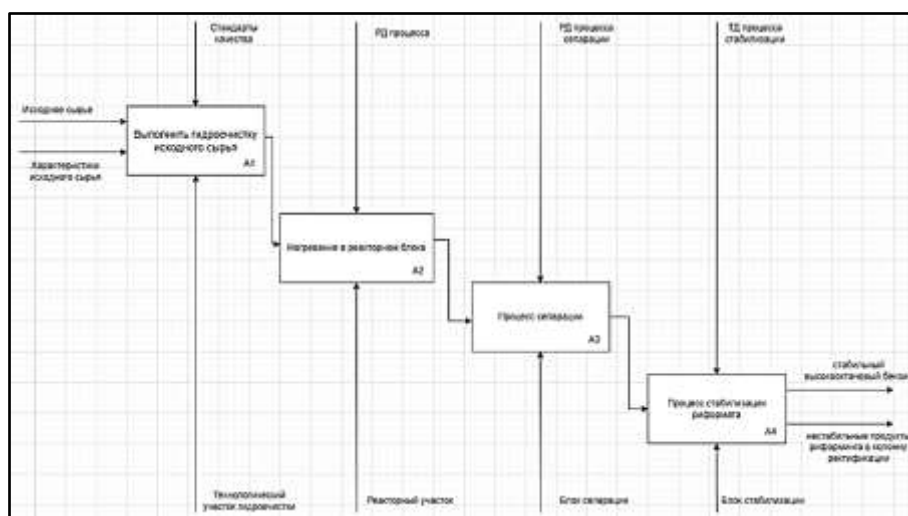 Стандарты
качества
РД процесса
РД процесса
сепарации
ТД процесса
стабилизации
Исходное сырье
Характеристики
исходного сырья
Выполнить гидроочистку
исходного сырья
А1
Нагревание в реакторном блоке
А2
Процесс сепарации
А3
Процесс стабилизации
риформата
А4
стабильный
высокооктановый бензин
нестабильные продукты
риформинга в колонну
ректификации
Технологический
участок гидроочистки
Реакторный участок
Блок сепарации
Блок стабилизации